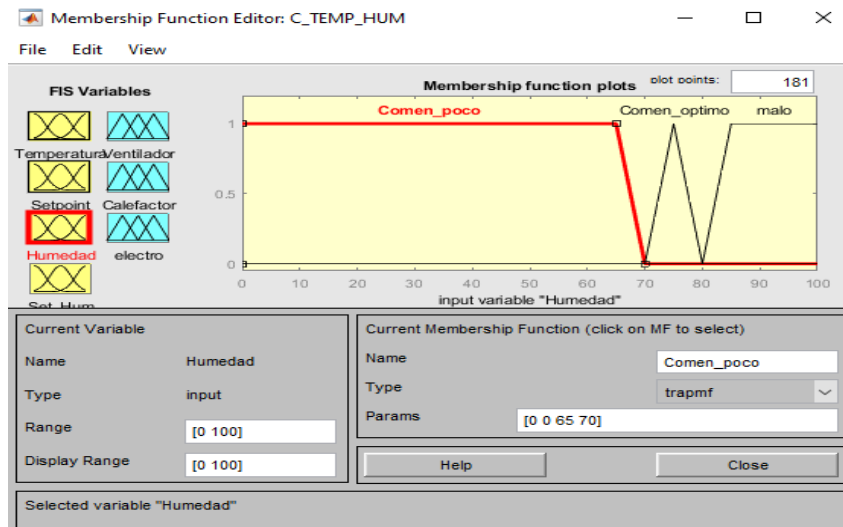 Membership Function Editor: C_TEMP_HUM
File Edit View
FIS Variables
Membership function plots
plot points: 181
Temperatura Ventilador
Setpoint Calefactor
Humedad electro
Set_Hum
Comen_poco Comen_optimo malo
1
0.5
0
0 10 20 30 40 50 60 70 80 90 100
input variable "Humedad"
Current Variable
Name Humedad
Type input
Range [0 100]
Display Range [0 100]
Current Membership Function (click on MF to select)
Name Comen_poco
Type trapmf
Params [0 0 65 70]
Help Close
Selected variable "Humedad"